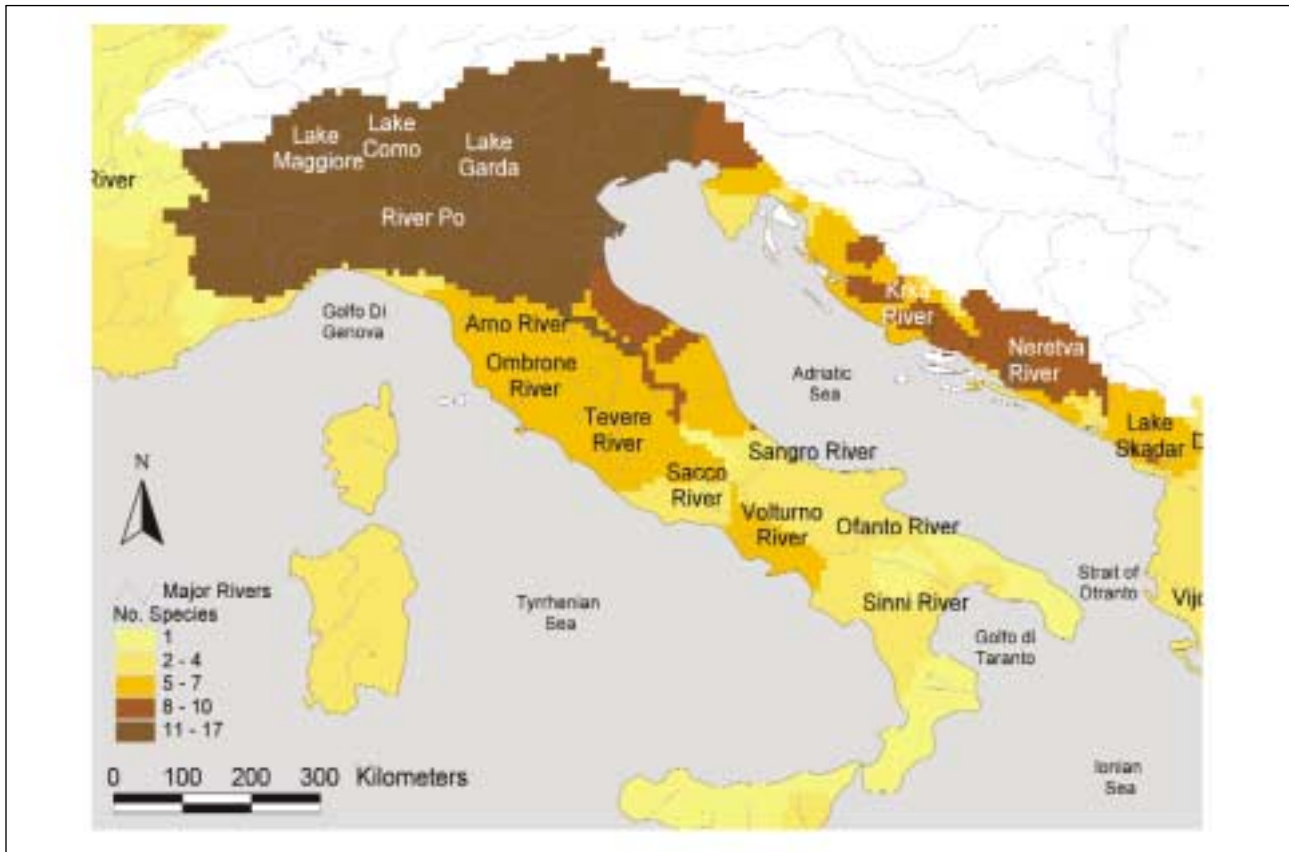 Lake
Maggiore
Lake
Como
Lake
Garda
River
River Po
Golfo Di
Genova
Arno River
Ombrone
River
Tevere
River
Adriatic
Sea
Krka
River
Neretva
River
Lake
Skadar
D
Sangro River
Sacco
River
Volturno
River
Ofanto River
Strait of
Otranto
Sinni River
Vijo
Golfo di
Taranto
Tyrrhenian
Sea
Ionian
Sea
N
Major Rivers
No. Species
1
2 - 4
5 - 7
8 - 10
11 - 17
0 100 200 300 Kilometers